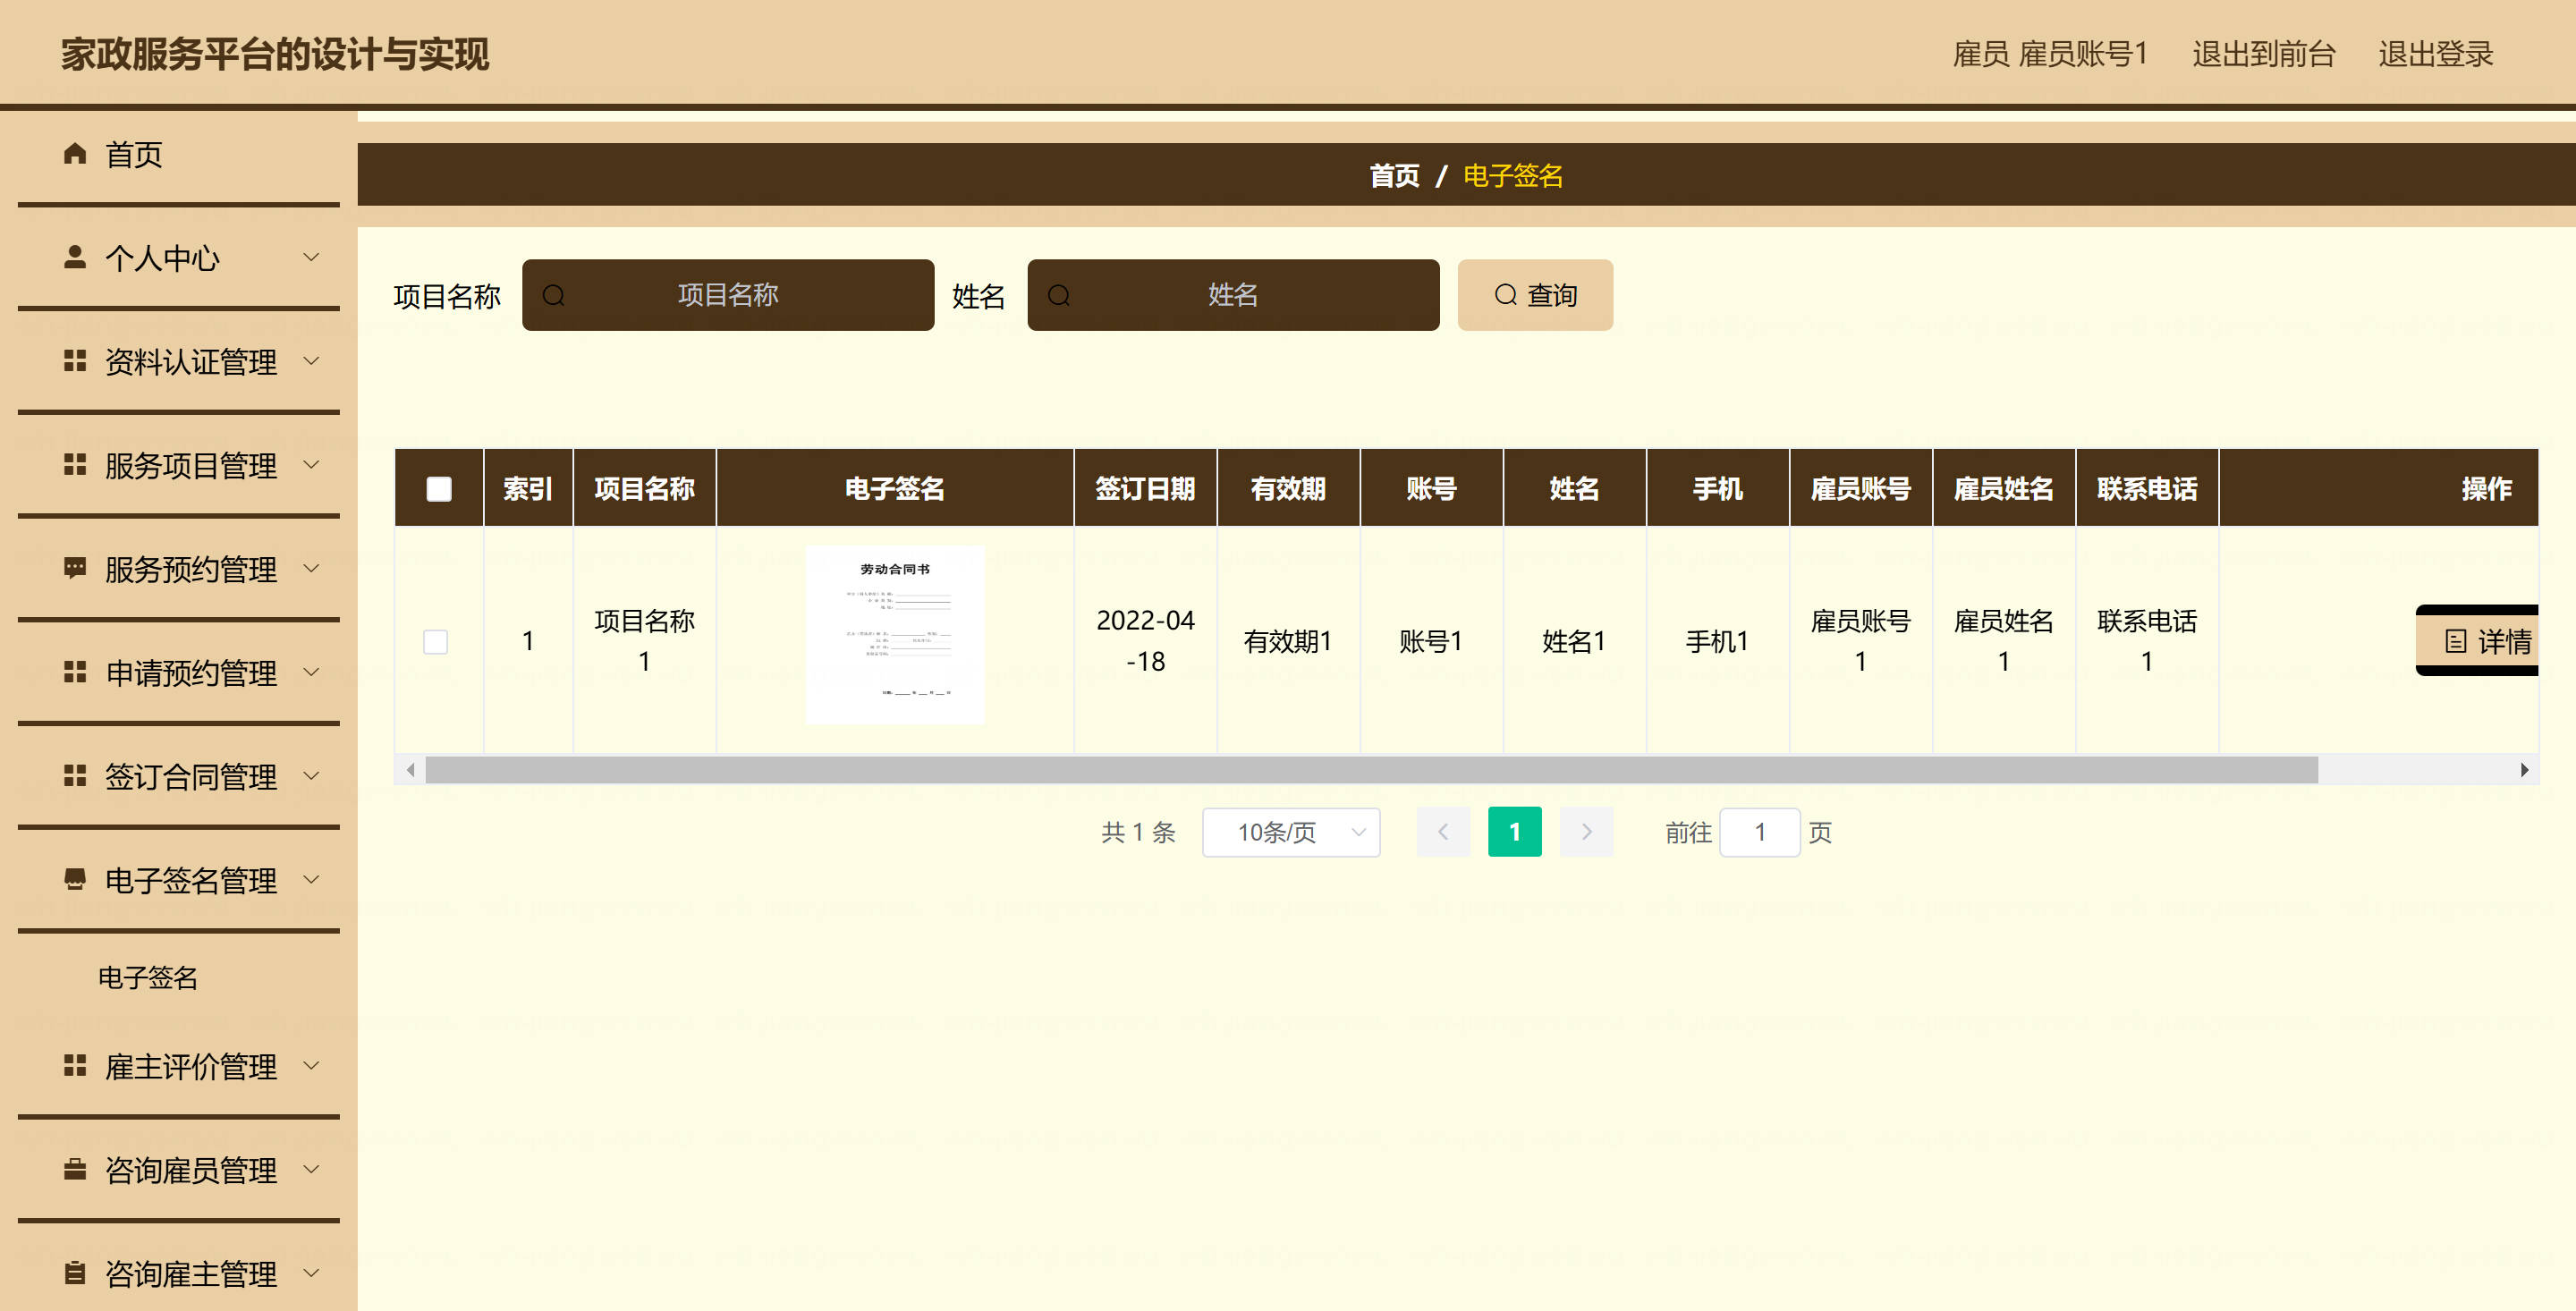 家政服务平台的设计与实现
雇员 雇员账号1 退出到前台 退出登录
首页
个人中心
资料认证管理
服务项目管理
服务预约管理
申请预约管理
签订合同管理
电子签名管理
电子签名
雇主评价管理
咨询雇员管理
咨询雇主管理
首页 / 电子签名
项目名称 项目名称 姓名 姓名 查询
索引 项目名称 电子签名 签订日期 有效期 账号 姓名 手机 雇员账号 雇员姓名 联系电话 操作
1 项目名称1 劳动合同书 2022-04-18 有效期1 账号1 姓名1 手机1 雇员账号1 雇员姓名1 联系电话1 详情
共 1 条 10条/页 1 前往 1 页